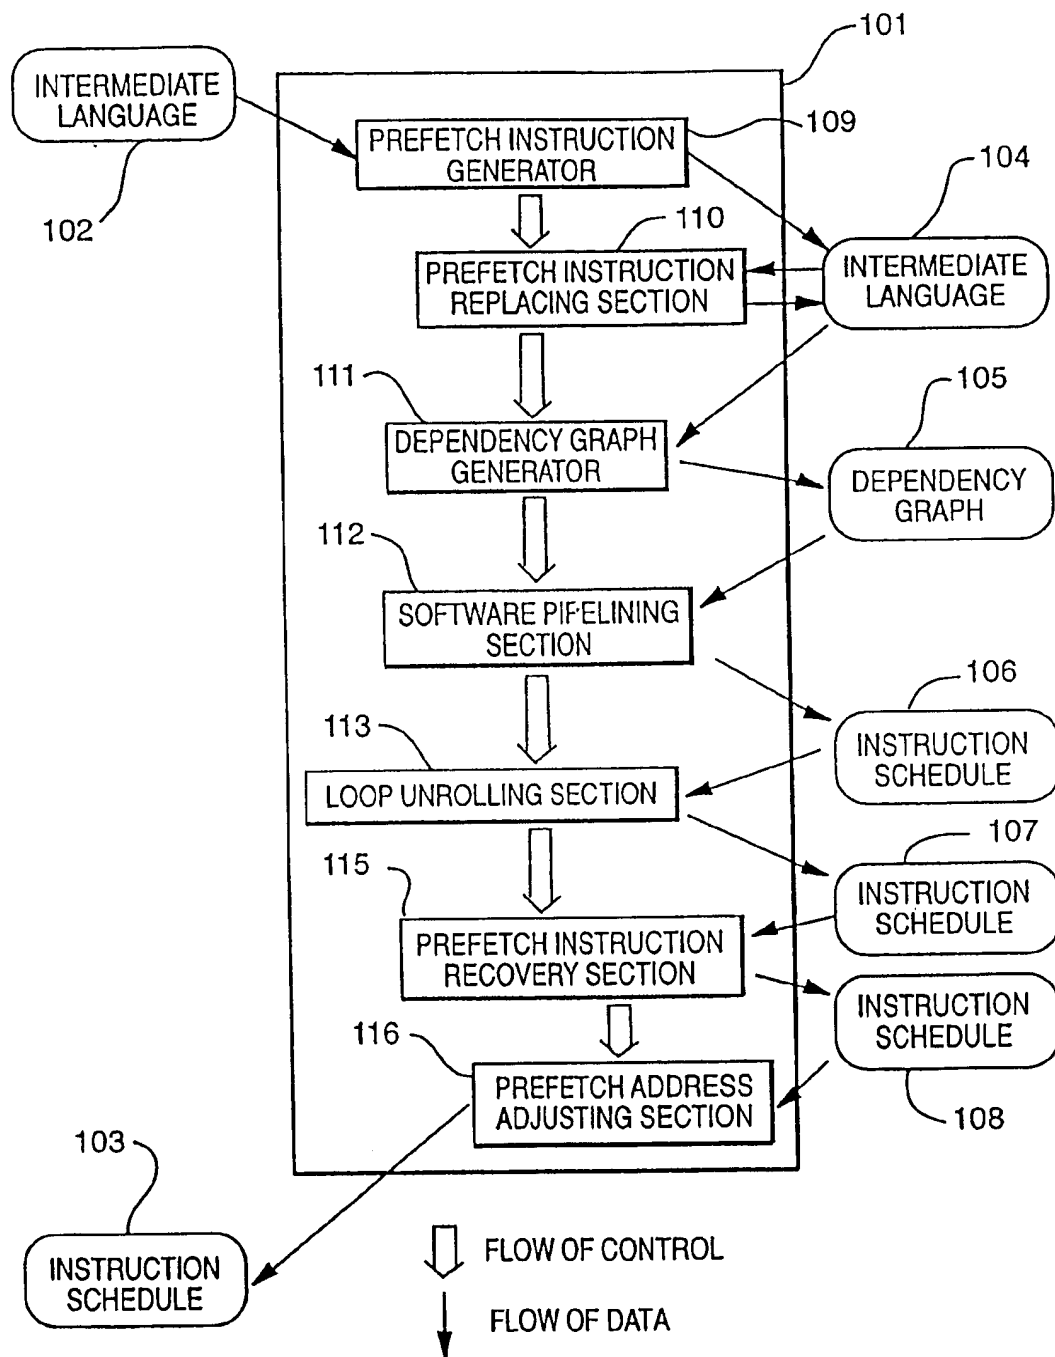 101
INTERMEDIATE
LANGUAGE
102
PREFETCH INSTRUCTION
GENERATOR
109
104
110
PREFETCH INSTRUCTION
REPLACING SECTION
INTERMEDIATE
LANGUAGE
111
105
DEPENDENCY GRAPH
GENERATOR
DEPENDENCY
GRAPH
112
SOFTWARE PIPELINING
SECTION
106
113
INSTRUCTION
SCHEDULE
LOOP UNROLLING SECTION
107
115
INSTRUCTION
SCHEDULE
PREFETCH INSTRUCTION
RECOVERY SECTION
INSTRUCTION
SCHEDULE
116
PREFETCH ADDRESS
ADJUSTING SECTION
108
103
INSTRUCTION
SCHEDULE
FLOW OF CONTROL
FLOW OF DATA